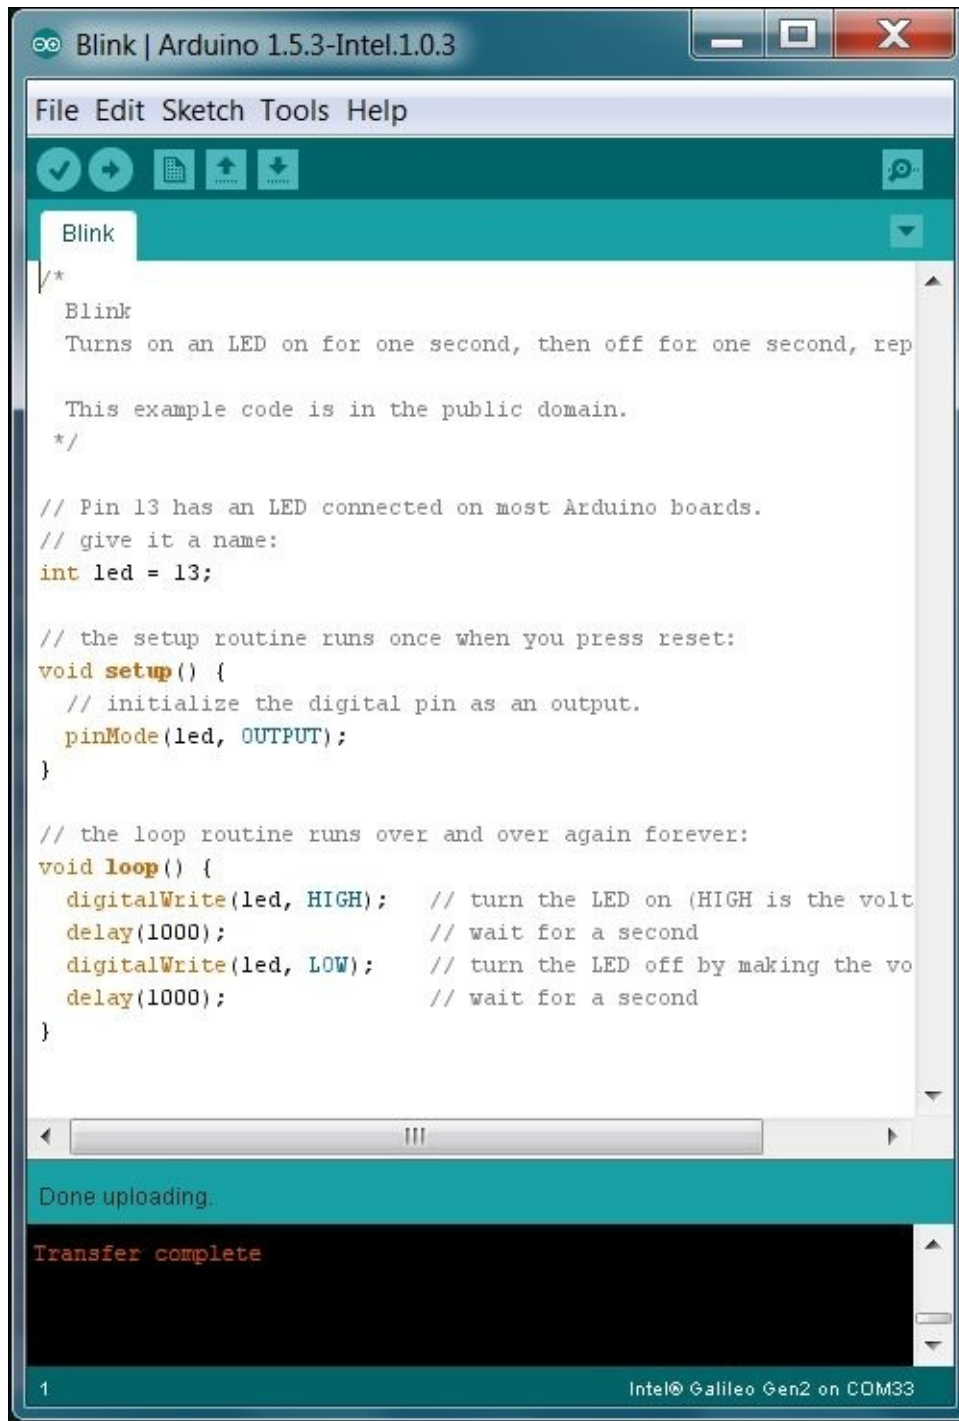 Blink | Arduino 1.5.3-Intel.1.0.3
File Edit Sketch Tools Help
Blink
/*
  Blink
  Turns on an LED on for one second, then off for one second, rep

  This example code is in the public domain.
 */

// Pin 13 has an LED connected on most Arduino boards.
// give it a name:
int led = 13;

// the setup routine runs once when you press reset:
void setup() {
  // initialize the digital pin as an output.
  pinMode(led, OUTPUT);
}

// the loop routine runs over and over again forever:
void loop() {
  digitalWrite(led, HIGH);   // turn the LED on (HIGH is the volt
  delay(1000);               // wait for a second
  digitalWrite(led, LOW);    // turn the LED off by making the vo
  delay(1000);               // wait for a second
}
Done uploading.
Transfer complete
1 Intel® Galileo Gen2 on COM33